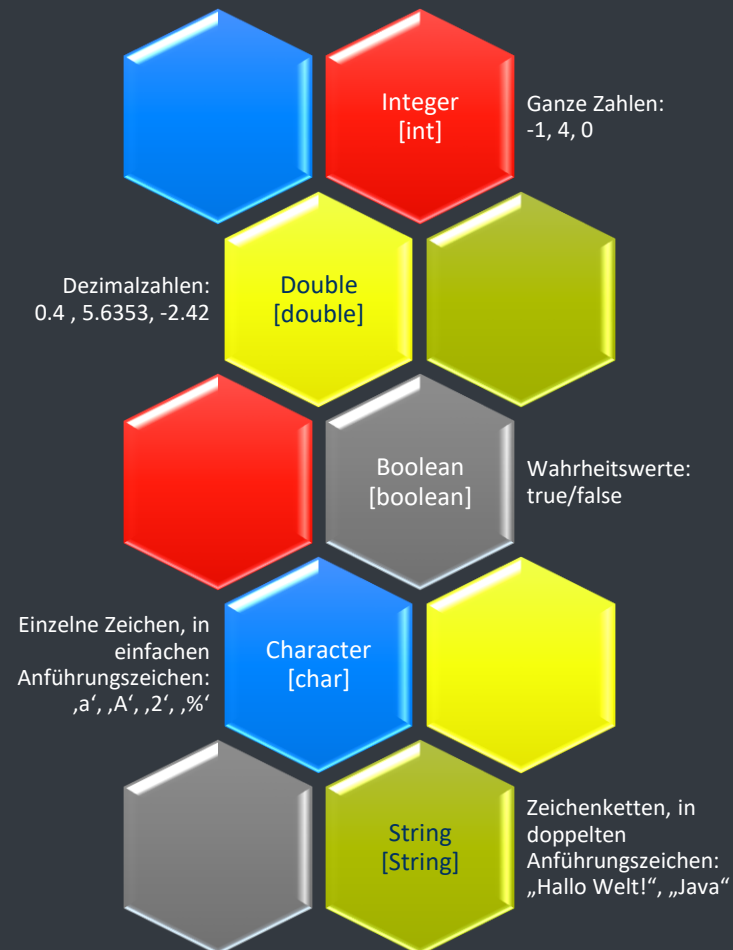 Integer
[int]
Ganze Zahlen:
-1, 4, 0
Dezimalzahlen:
0.4 , 5.6353, -2.42
Double
[double]
Boolean
[boolean]
Wahrheitswerte:
true/false
Einzelne Zeichen, in
einfachen
Anführungszeichen:
‚a‘, ‚A‘, ‚2‘, ‚%‘
Character
[char]
String
[String]
Zeichenketten, in
doppelten
Anführungszeichen:
„Hallo Welt!“, „Java“